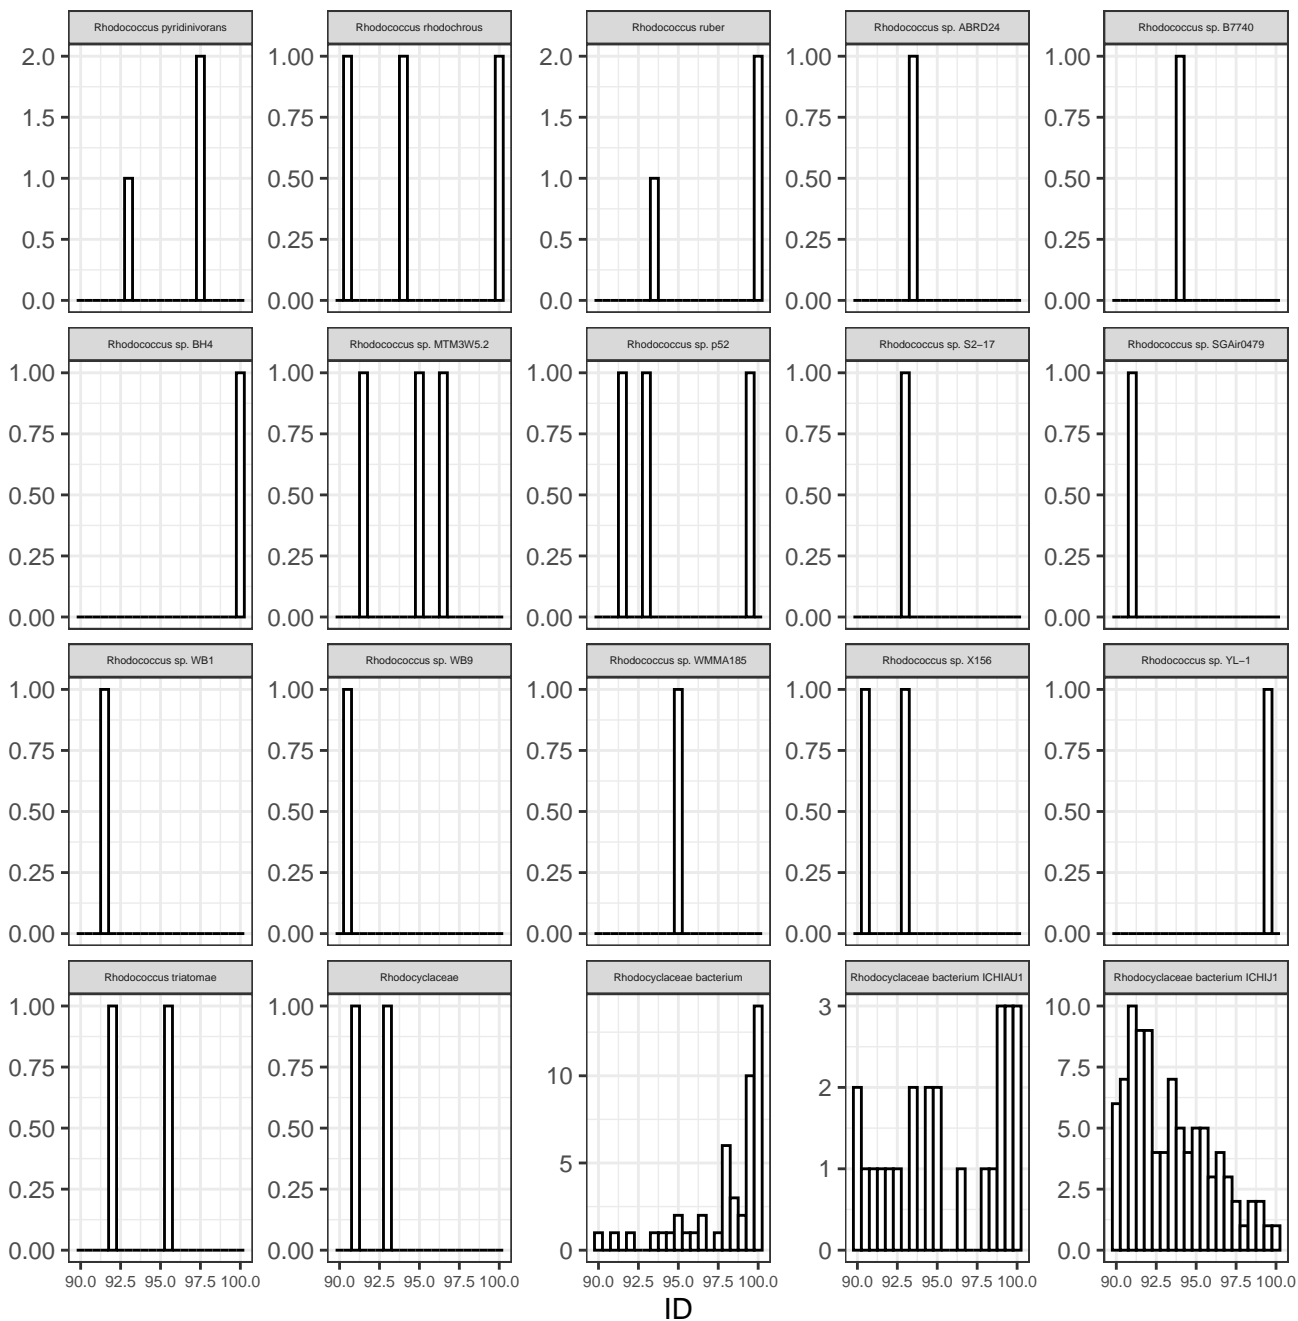 Rhodococcus pyridinivorans Rhodococcus rhodochrous Rhodococcus ruber Rhodococcus sp. ABRD24 Rhodococcus sp. B7740
2.0 1.00 2.0 1.00 1.00
1.5 0.75 1.5 0.75 0.75
1.0 0.50 1.0 0.50 0.50
0.5 0.25 0.5 0.25 0.25
0.0 0.00 0.0 0.00 0.00
Rhodococcus sp. BH4 Rhodococcus sp. MTM3W5.2 Rhodococcus sp. p52 Rhodococcus sp. S2−17 Rhodococcus sp. SGAir0479
1.00 1.00 1.00 1.00 1.00
0.75 0.75 0.75 0.75 0.75
0.50 0.50 0.50 0.50 0.50
0.25 0.25 0.25 0.25 0.25
0.00 0.00 0.00 0.00 0.00
Rhodococcus sp. WB1 Rhodococcus sp. WB9 Rhodococcus sp. WMMA185 Rhodococcus sp. X156 Rhodococcus sp. YL−1
1.00 1.00 1.00 1.00 1.00
0.75 0.75 0.75 0.75 0.75
0.50 0.50 0.50 0.50 0.50
0.25 0.25 0.25 0.25 0.25
0.00 0.00 0.00 0.00 0.00
Rhodococcus triatomae Rhodocyclaceae Rhodocyclaceae bacterium Rhodocyclaceae bacterium ICHIAU1 Rhodocyclaceae bacterium ICHIJ1
1.00 1.00 10 3 10.0
0.75 0.75 5 2 7.5
0.50 0.50 0 1 5.0
0.25 0.25 0 2.5
0.00 0.00 0.0
90.0 92.5 95.0 97.5 100.0 90.0 92.5 95.0 97.5 100.0 90.0 92.5 95.0 97.5 100.0 90.0 92.5 95.0 97.5 100.0 90.0 92.5 95.0 97.5 100.0
ID